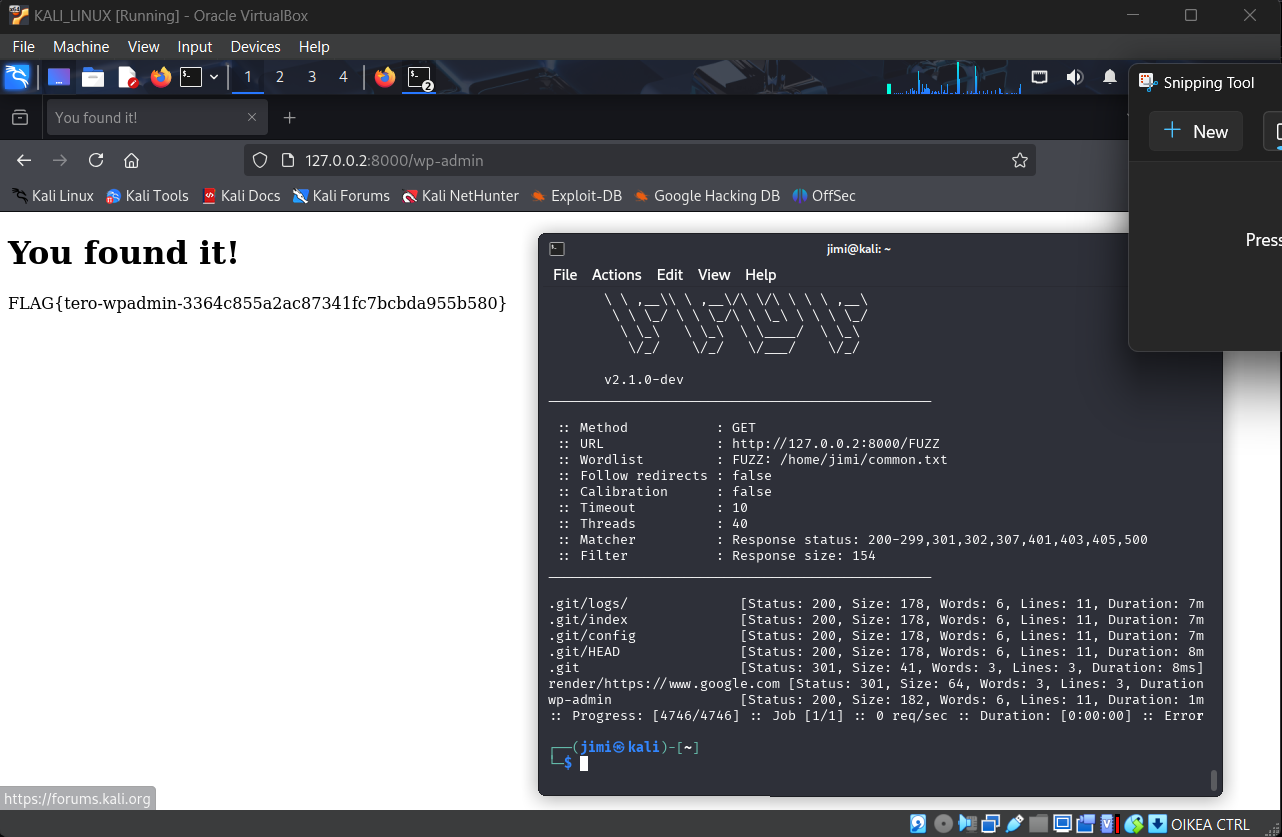 KALI_LINUX [Running] - Oracle VirtualBox
File Machine View Input Devices Help
1 2 3 4 2
Snipping Tool
You found it!
New
127.0.0.2:8000/wp-admin
Kali Linux Kali Tools Kali Docs Kali Forums Kali NetHunter Exploit-DB Google Hacking DB OffSec
Press
You found it!
FLAG{tero-wpadmin-3364c855a2ac87341fc7bcbda955b580}
jimi@kali: ~
File Actions Edit View Help
\ \ ,__\\ \ ,__/\ \/\ \ \ \ ,__\
\ \ \_/ \ \ \_/\ \ \_\ \ \ \ \_/
\ \_\   \ \_\  \ \____/  \ \_\
\/_/    \/_/   \/___/    \/_/
v2.1.0-dev
:: Method : GET
:: URL : http://127.0.0.2:8000/FUZZ
:: Wordlist : FUZZ: /home/jimi/common.txt
:: Follow redirects : false
:: Calibration : false
:: Timeout : 10
:: Threads : 40
:: Matcher : Response status: 200-299,301,302,307,401,403,405,500
:: Filter : Response size: 154
.git/logs/ [Status: 200, Size: 178, Words: 6, Lines: 11, Duration: 7m
.git/index [Status: 200, Size: 178, Words: 6, Lines: 11, Duration: 7m
.git/config [Status: 200, Size: 178, Words: 6, Lines: 11, Duration: 7m
.git/HEAD [Status: 200, Size: 178, Words: 6, Lines: 11, Duration: 8m
.git [Status: 301, Size: 41, Words: 3, Lines: 3, Duration: 8ms]
render/https://www.google.com [Status: 301, Size: 64, Words: 3, Lines: 3, Duration
wp-admin [Status: 200, Size: 182, Words: 6, Lines: 11, Duration: 1m
:: Progress: [4746/4746] :: Job [1/1] :: 0 req/sec :: Duration: [0:00:00] :: Error
┌──(jimi㉿kali)-[~]
└─$
https://forums.kali.org
OIKEA CTRL